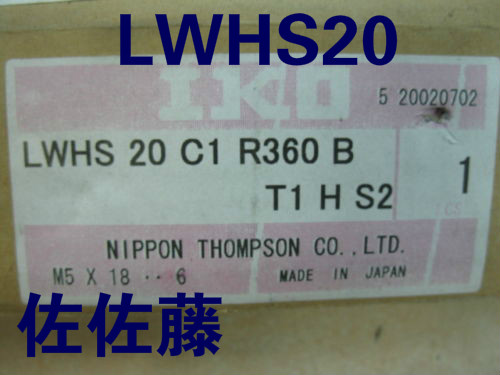 LWHS20
IKO
5 20020702
LWHS 20 C1 R360 B
T1 H S2
1
NIPPON THOMPSON CO.,LTD.
M5 X 18 ·· 6
MADE IN JAPAN
佐佐藤